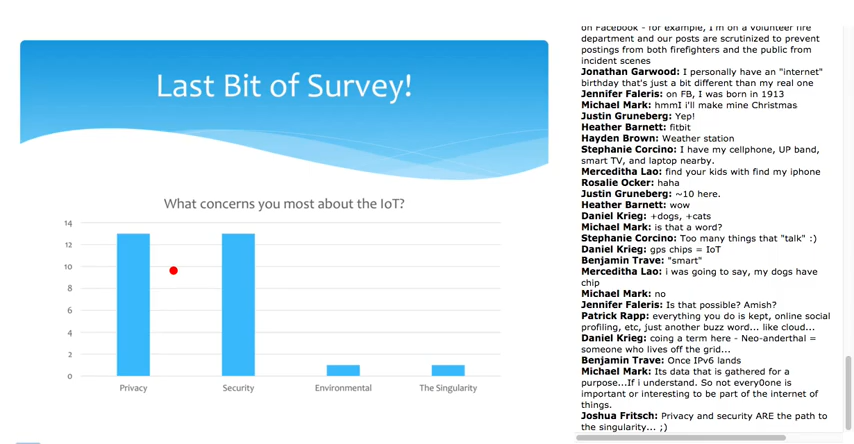 Last Bit of Survey!
What concerns you most about the IoT?
14
12
10
8
6
4
2
0
Privacy
Security
Environmental
The Singularity
on Facebook - for example, I'm on a volunteer fire
department and our posts are scrutinized to prevent
postings from both firefighters and the public from
incident scenes
Jonathan Garwood: I personally have an "internet"
birthday that's just a bit different than my real one
Jennifer Faleris: on FB, I was born in 1913
Michael Mark: hmmI i'll make mine Christmas
Justin Gruneberg: Yep!
Heather Barnett: fitbit
Hayden Brown: Weather station
Stephanie Corcino: I have my cellphone, UP band,
smart TV, and laptop nearby.
Merceditha Lao: find your kids with find my iphone
Rosalie Ocker: haha
Justin Gruneberg: ~10 here.
Heather Barnett: wow
Daniel Krieg: +dogs, +cats
Michael Mark: is that a word?
Stephanie Corcino: Too many things that "talk" :)
Daniel Krieg: gps chips = IoT
Benjamin Trave: "smart"
Merceditha Lao: i was going to say, my dogs have
chip
Michael Mark: no
Jennifer Faleris: Is that possible? Amish?
Patrick Rapp: everything you do is kept, online social
profiling, etc, just another buzz word... like cloud...
Daniel Krieg: coing a term here - Neo-anderthal =
someone who lives off the grid...
Benjamin Trave: Once IPv6 lands
Michael Mark: Its data that is gathered for a
purpose...If i understand. So not every0one is
important or interesting to be part of the internet of
things.
Joshua Fritsch: Privacy and security ARE the path to
the singularity... ;)